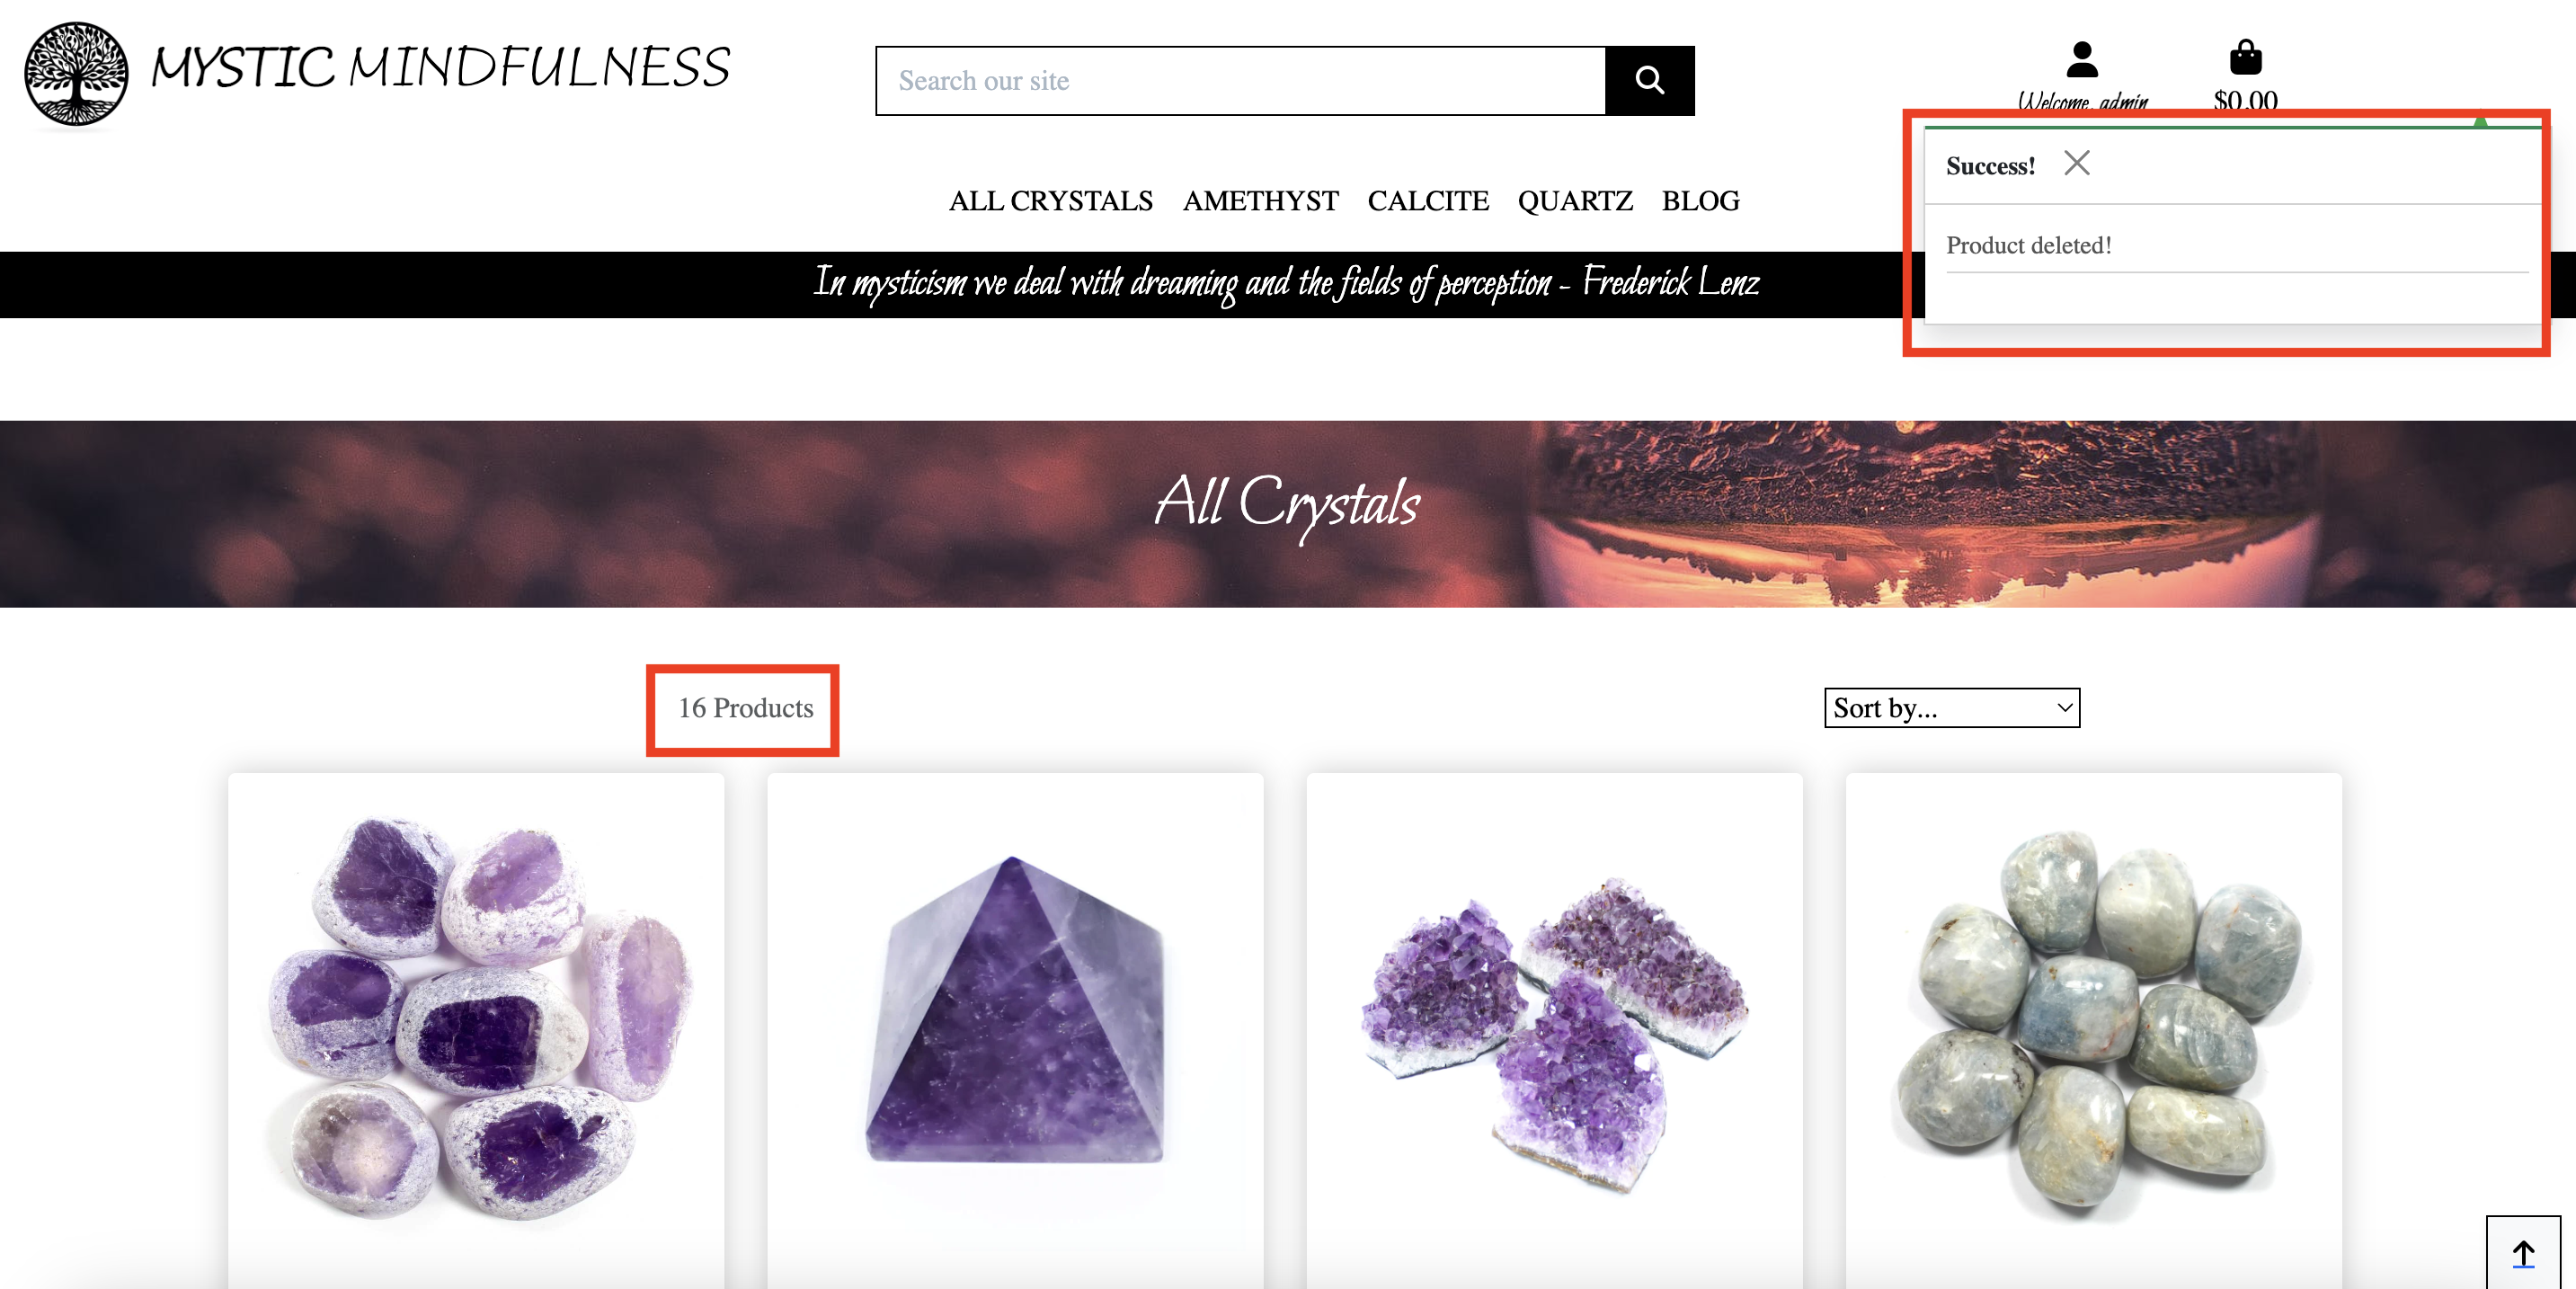 MYSTIC MINDFULNESS
Search our site
Welcome, admin
$0.00
Success!
Product deleted!
ALL CRYSTALS AMETHYST CALCITE QUARTZ BLOG
In mysticism we deal with dreaming and the fields of perception - Frederick Lenz
All Crystals
16 Products
Sort by...